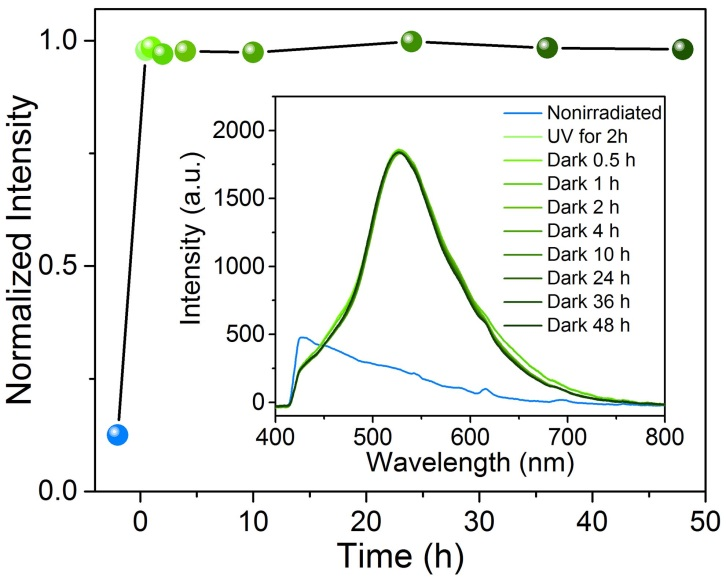 1.0
0.5
0.0
Normalized Intensity
0 10 20 30 40 50
Time (h)
2000
1500
1000
500
0
Intensity (a.u.)
400 500 600 700 800
Wavelength (nm)
Nonirradiated
UV for 2h
Dark 0.5 h
Dark 1 h
Dark 2 h
Dark 4 h
Dark 10 h
Dark 24 h
Dark 36 h
Dark 48 h